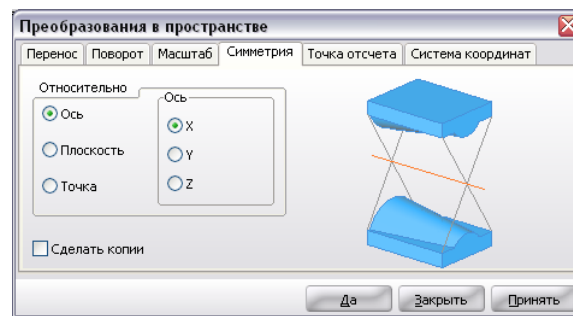 Преобразования в пространстве
Перенос Поворот Масштаб Симметрия Точка отсчета Система координат
Относительно
Ось
Плоскость
Точка
Ось
X
Y
Z
Сделать копии
Да Закрыть Принять